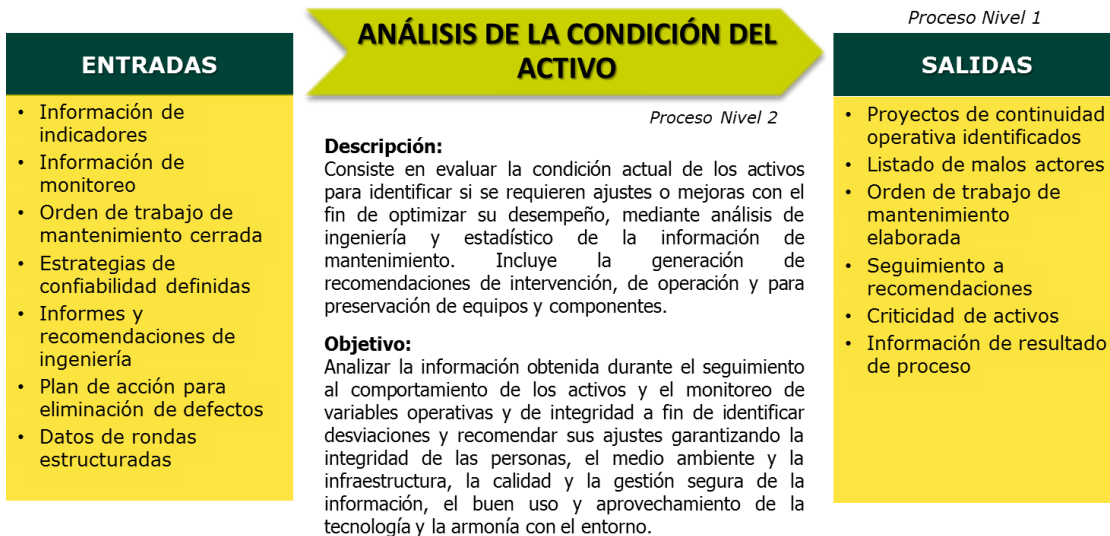 Proceso Nivel 1
ENTRADAS
• Información de
indicadores
• Información de
monitoreo
• Orden de trabajo de
mantenimiento cerrada
• Estrategias de
confiabilidad definidas
• Informes y
recomendaciones de
ingeniería
• Plan de acción para
eliminación de defectos
• Datos de rondas
estructuradas
ANÁLISIS DE LA CONDICIÓN DEL
ACTIVO
Proceso Nivel 2
Descripción:
Consiste en evaluar la condición actual de los activos
para identificar si se requieren ajustes o mejoras con el
fin de optimizar su desempeño, mediante análisis de
ingeniería y estadístico de la información de
mantenimiento. Incluye la generación de
recomendaciones de intervención, de operación y para
preservación de equipos y componentes.
Objetivo:
Analizar la información obtenida durante el seguimiento
al comportamiento de los activos y el monitoreo de
variables operativas y de integridad a fin de identificar
desviaciones y recomendar sus ajustes garantizando la
integridad de las personas, el medio ambiente y la
infraestructura, la calidad y la gestión segura de la
información, el buen uso y aprovechamiento de la
tecnología y la armonía con el entorno.
SALIDAS
• Proyectos de continuidad
operativa identificados
• Listado de malos actores
• Orden de trabajo de
mantenimiento
elaborada
• Seguimiento a
recomendaciones
• Criticidad de activos
• Información de resultado
de proceso